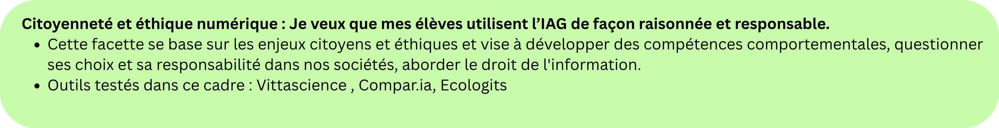 Citoyenneté et éthique numérique : Je veux que mes élèves utilisent l’IAG de façon raisonnée et responsable.
• Cette facette se base sur les enjeux citoyens et éthiques et vise à développer des compétences comportementales, questionner
ses choix et sa responsabilité dans nos sociétés, aborder le droit de l'information.
• Outils testés dans ce cadre : Vittascience , Compar.ia, Ecologits